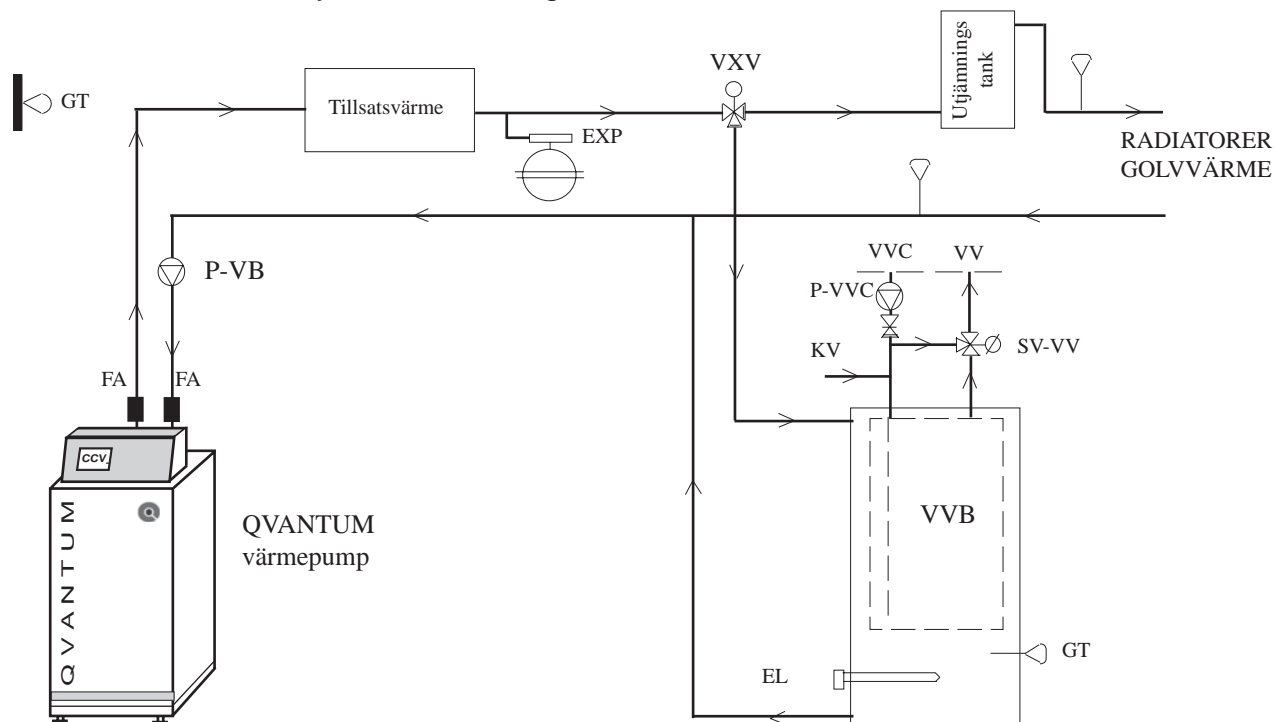 VXV
Utjämnings
tank
GT
Tillsatsvärme
EXP
RADIATORER
GOLVVÄRME
P-VB
VVC
VV
P-VVC
KV
SV-VV
FA
FA
CCV
QVANTUM
QVANTUM
värmepump
VVB
GT
EL